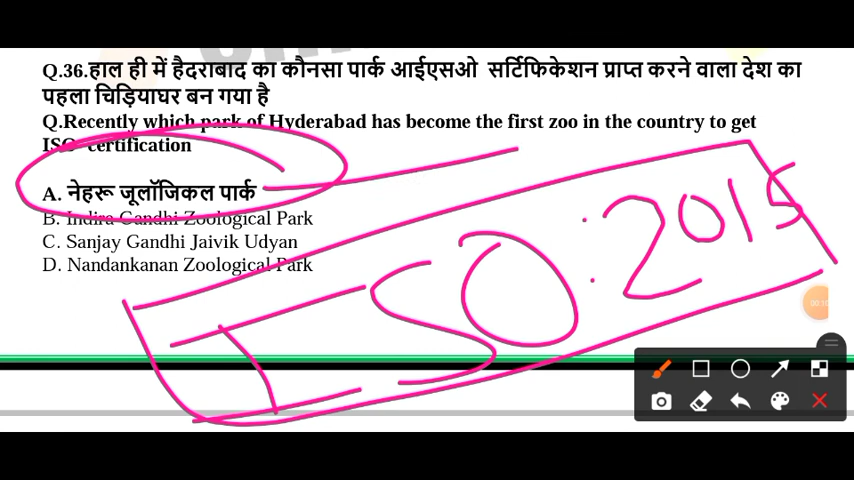 Q.36.हाल ही में हैदराबाद का कौनसा पार्क आईएसओ सर्टिफिकेशन प्राप्त करने वाला देश का
पहला चिड़ियाघर बन गया है
Q.Recently which park of Hyderabad has become the first zoo in the country to get
ISO certification
A. नेहरू जूलॉजिकल पार्क
B. Indira Gandhi Zoological Park
C. Sanjay Gandhi Jaivik Udyan
D. Nandankanan Zoological Park
ISO : 2015